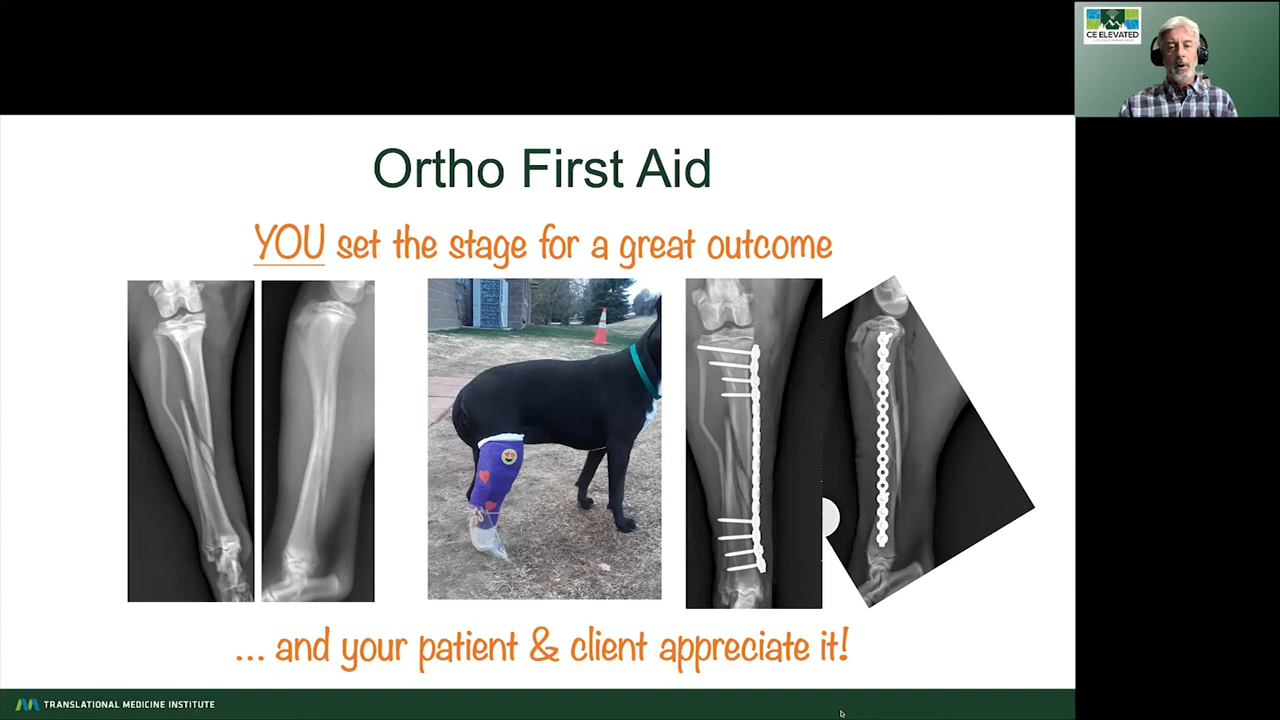 CE ELEVATED
Ortho First Aid
YOU set the stage for a great outcome
... and your patient & client appreciate it!
TRANSLATIONAL MEDICINE INSTITUTE